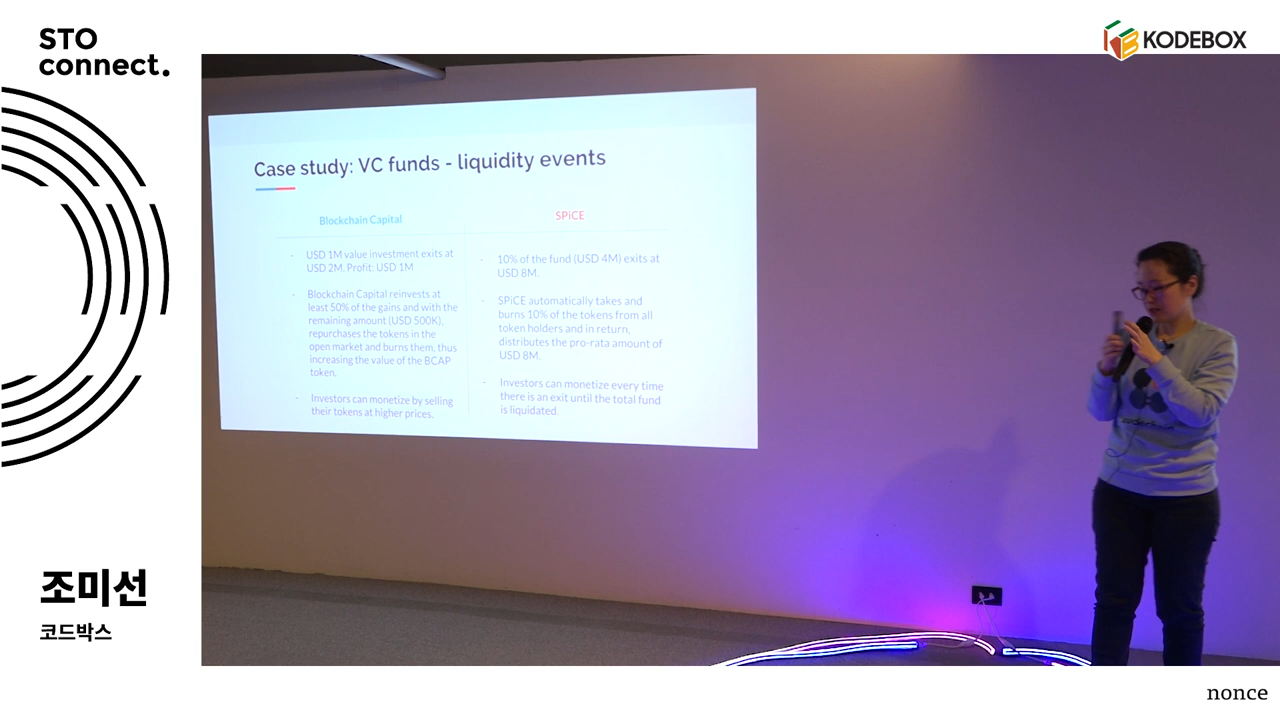 STO
connect.
KODEBOX
Case study: VC funds - liquidity events
Blockchain Capital
- USD 1M value investment exits at
USD 2M. Profit: USD 1M
- Blockchain Capital reinvests at
least 50% of the gains and with the
remaining amount (USD 500K),
repurchases the tokens in the
open market and burns them, thus
increasing the value of the BCAP
token.
- Investors can monetize by selling
their tokens at higher prices.
SPiCE
- 10% of the fund (USD 4M) exits at
USD 8M.
- SPiCE automatically takes and
burns 10% of the tokens from all
token holders and in return,
distributes the pro-rata amount of
USD 8M.
- Investors can monetize every time
there is an exit until the total fund
is liquidated.
조미선
코드박스
nonce